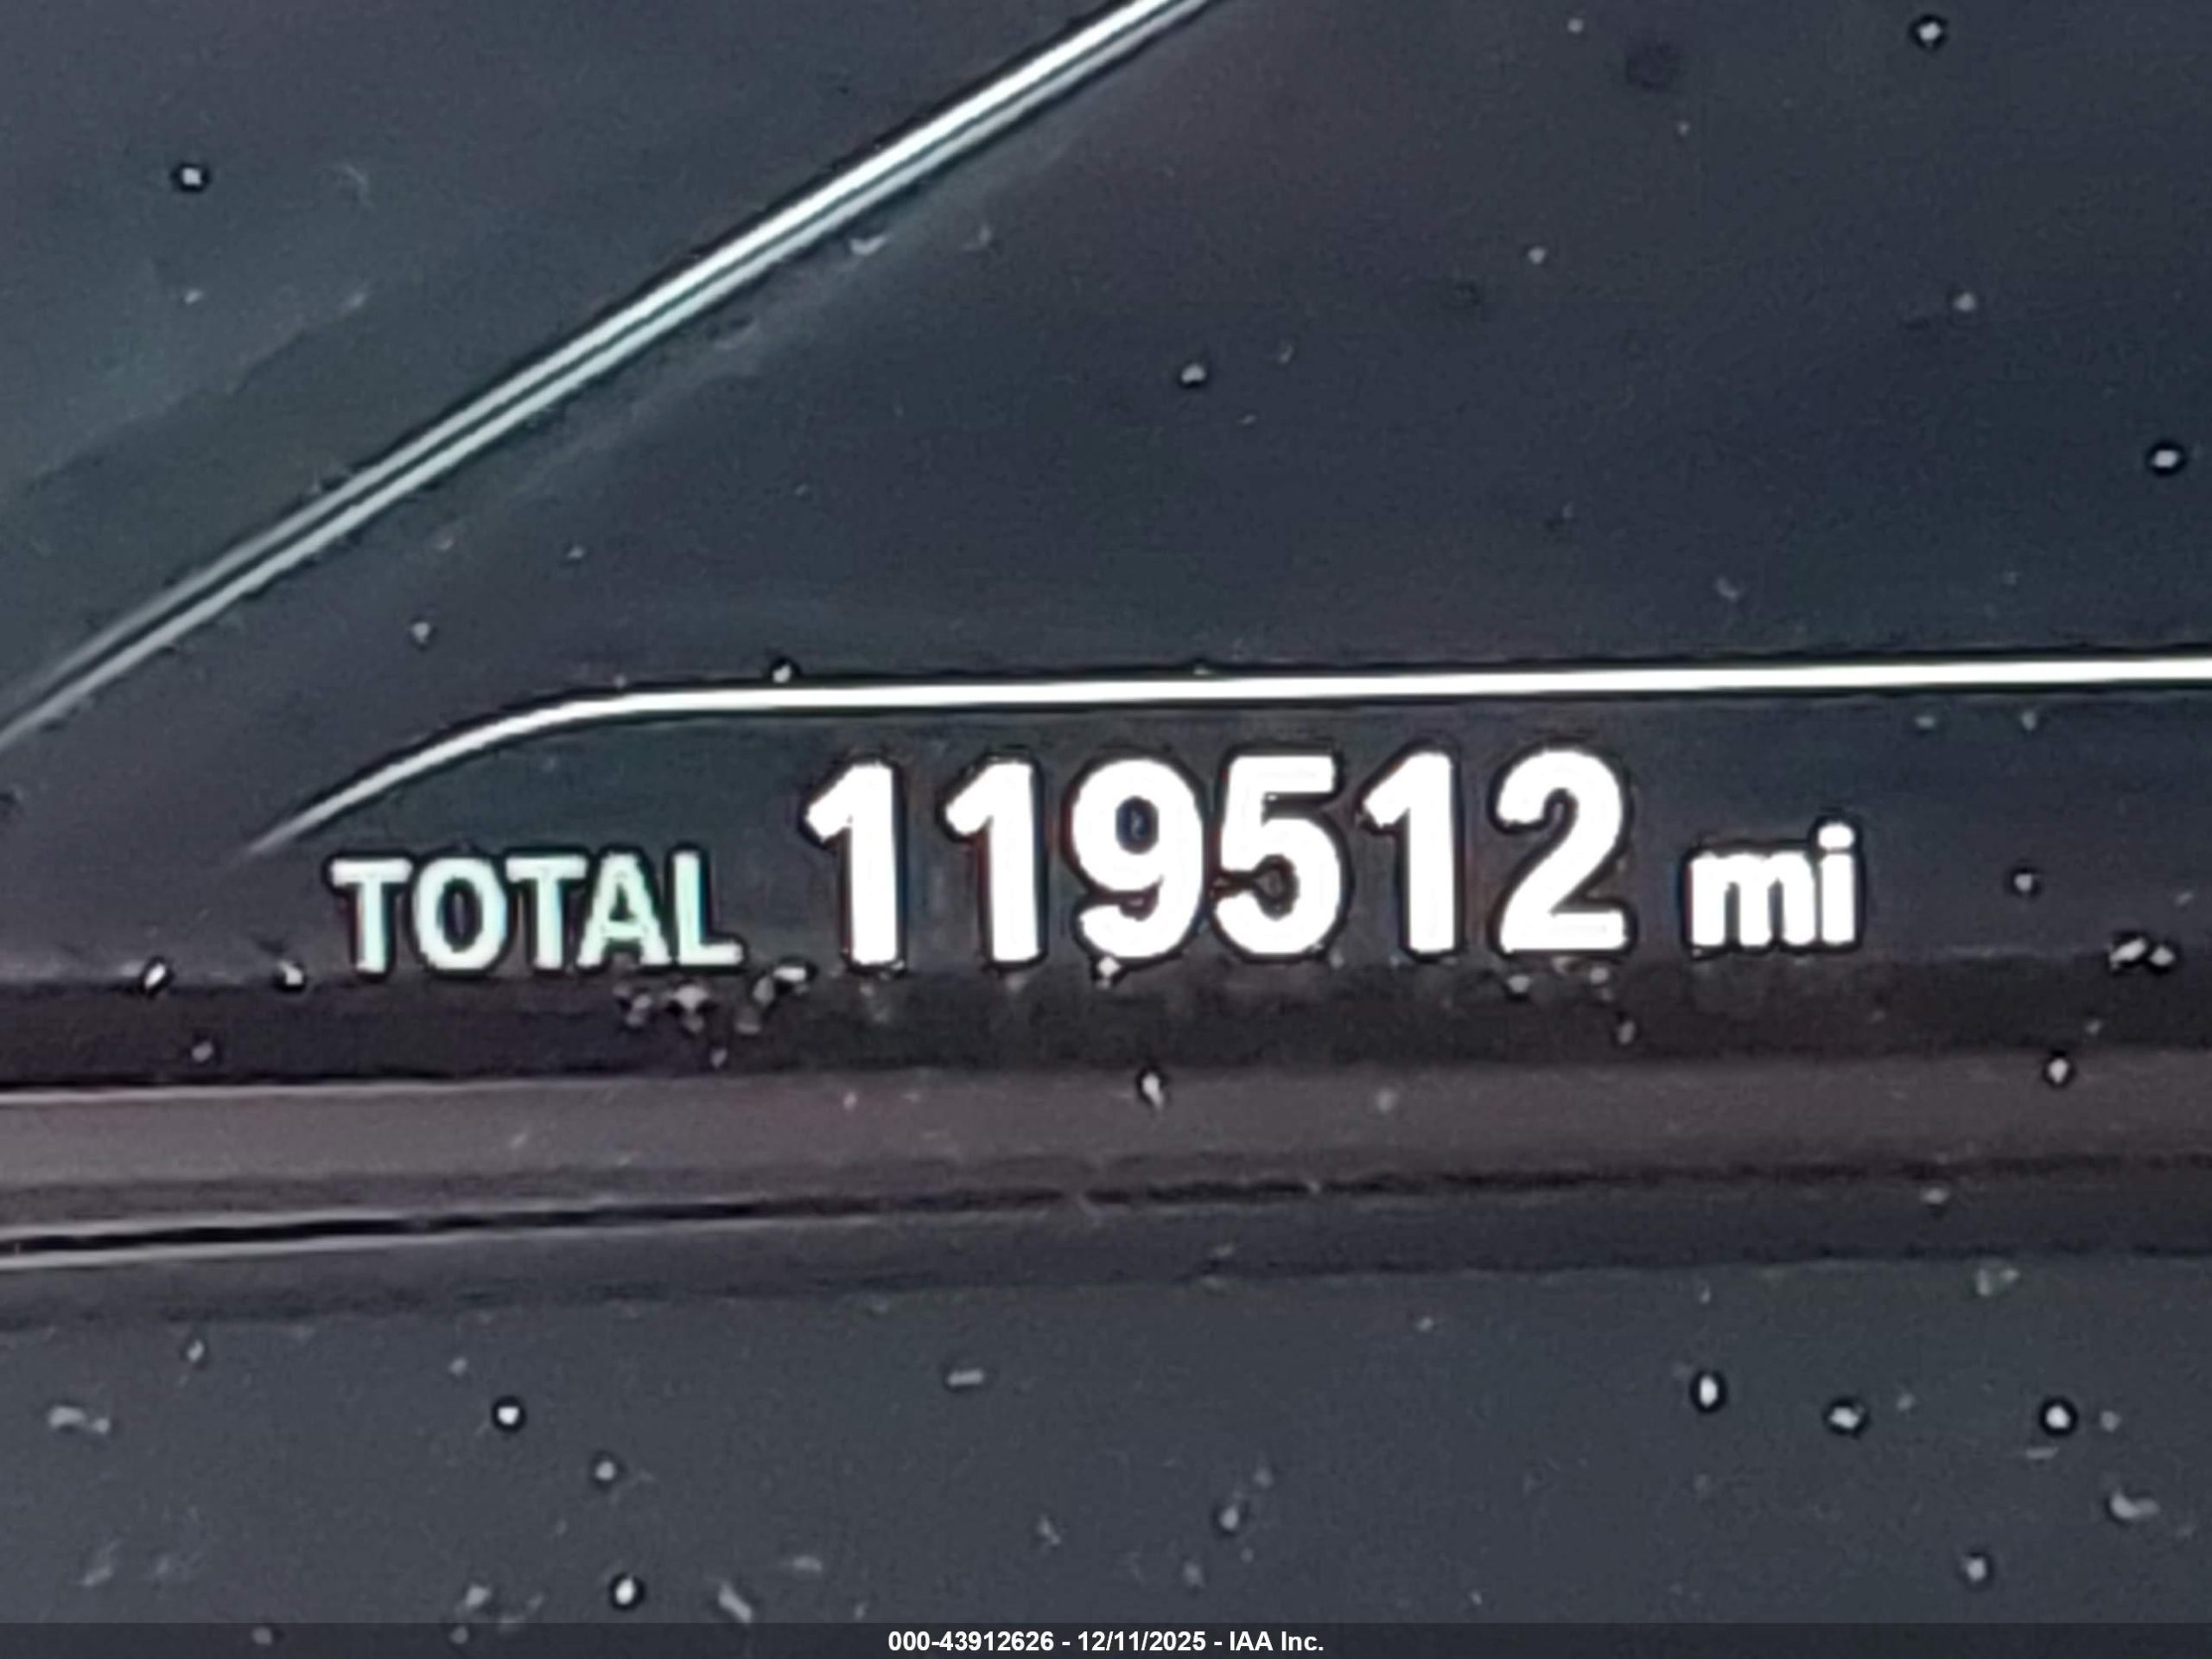 TOTAL 119512 mi
000-43912626 - 12/11/2025 - IAA Inc.